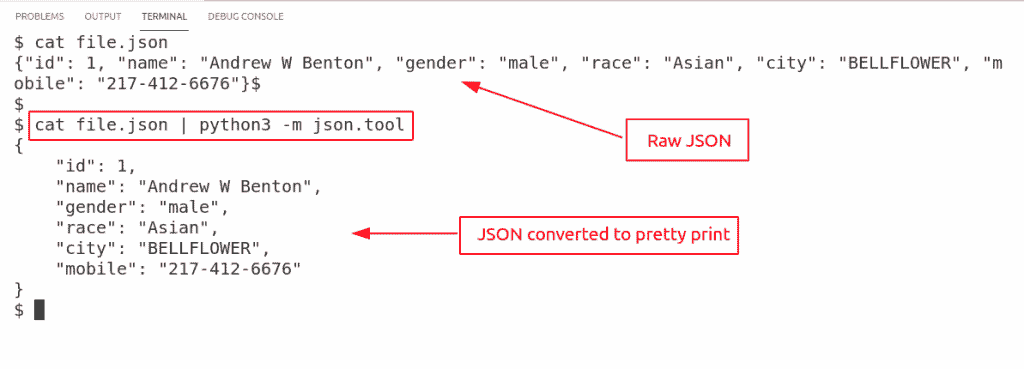 PROBLEMS OUTPUT TERMINAL DEBUG CONSOLE
$ cat file.json
{"id": 1, "name": "Andrew W Benton", "gender": "male", "race": "Asian", "city": "BELLFLOWER", "m
obile": "217-412-6676"}$
$
$ cat file.json | python3 -m json.tool
Raw JSON
{
    "id": 1,
    "name": "Andrew W Benton",
    "gender": "male",
    "race": "Asian",
    "city": "BELLFLOWER",
    "mobile": "217-412-6676"
}
JSON converted to pretty print
$